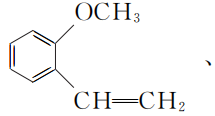 OCH₃
CH=CH₂ 、